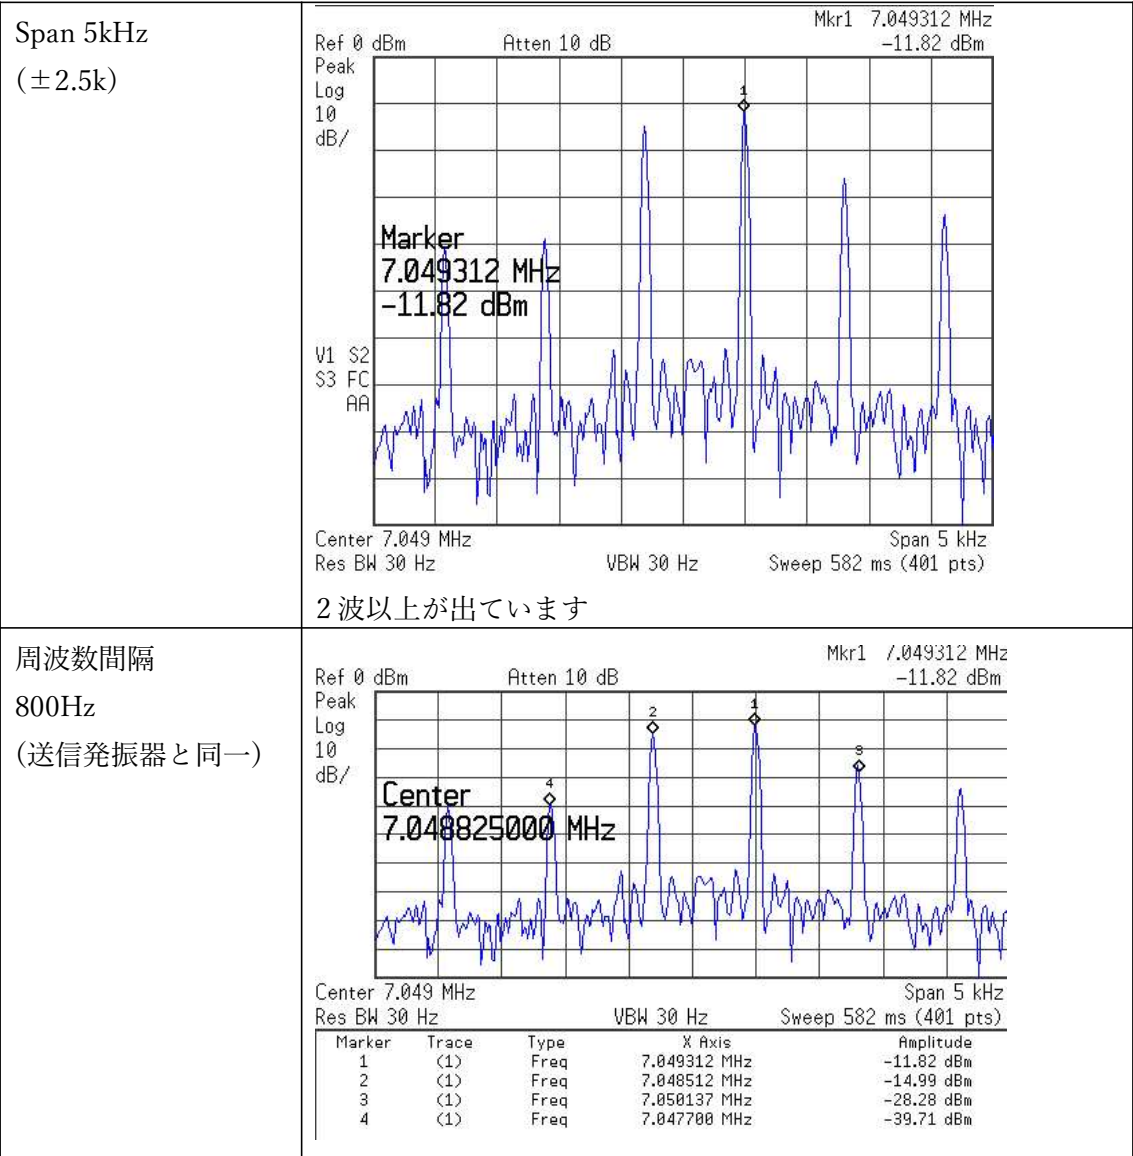 Span 5kHz
(±2.5k)
Mkr1 7.049312 MHz
Ref 0 dBm Atten 10 dB -11.82 dBm
Peak
Log
10
dB/
1
Marker
7.049312 MHz
-11.82 dBm
V1 S2
S3 FC
AA
Center 7.049 MHz Span 5 kHz
Res BW 30 Hz VBW 30 Hz Sweep 582 ms (401 pts)
２波以上が出ています
周波数間隔
800Hz
(送信発振器と同一)
Mkr1 7.049312 MHz
Ref 0 dBm Atten 10 dB -11.82 dBm
Peak
Log
10
dB/
4 2 1 3
Center
7.048825000 MHz
Center 7.049 MHz Span 5 kHz
Res BW 30 Hz VBW 30 Hz Sweep 582 ms (401 pts)
Marker Trace Type X Axis Amplitude
1 (1) Freq 7.049312 MHz -11.82 dBm
2 (1) Freq 7.048512 MHz -14.99 dBm
3 (1) Freq 7.050137 MHz -28.28 dBm
4 (1) Freq 7.047700 MHz -39.71 dBm